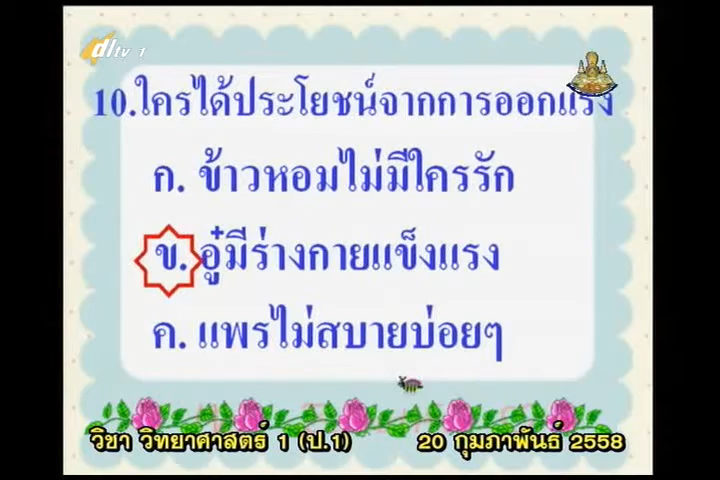 dltv 1
10.ใครได้ประโยชน์จากการออกแรง
ค. ข้าวหอมไม่มีใครรัก
ข. อู๋มีร่างกายแข็งแรง
ค. แพรไม่สบายบ่อยๆ
วิชา วิทยาศาสตร์ 1 (ป.1) 20 กุมภาพันธ์ 2558